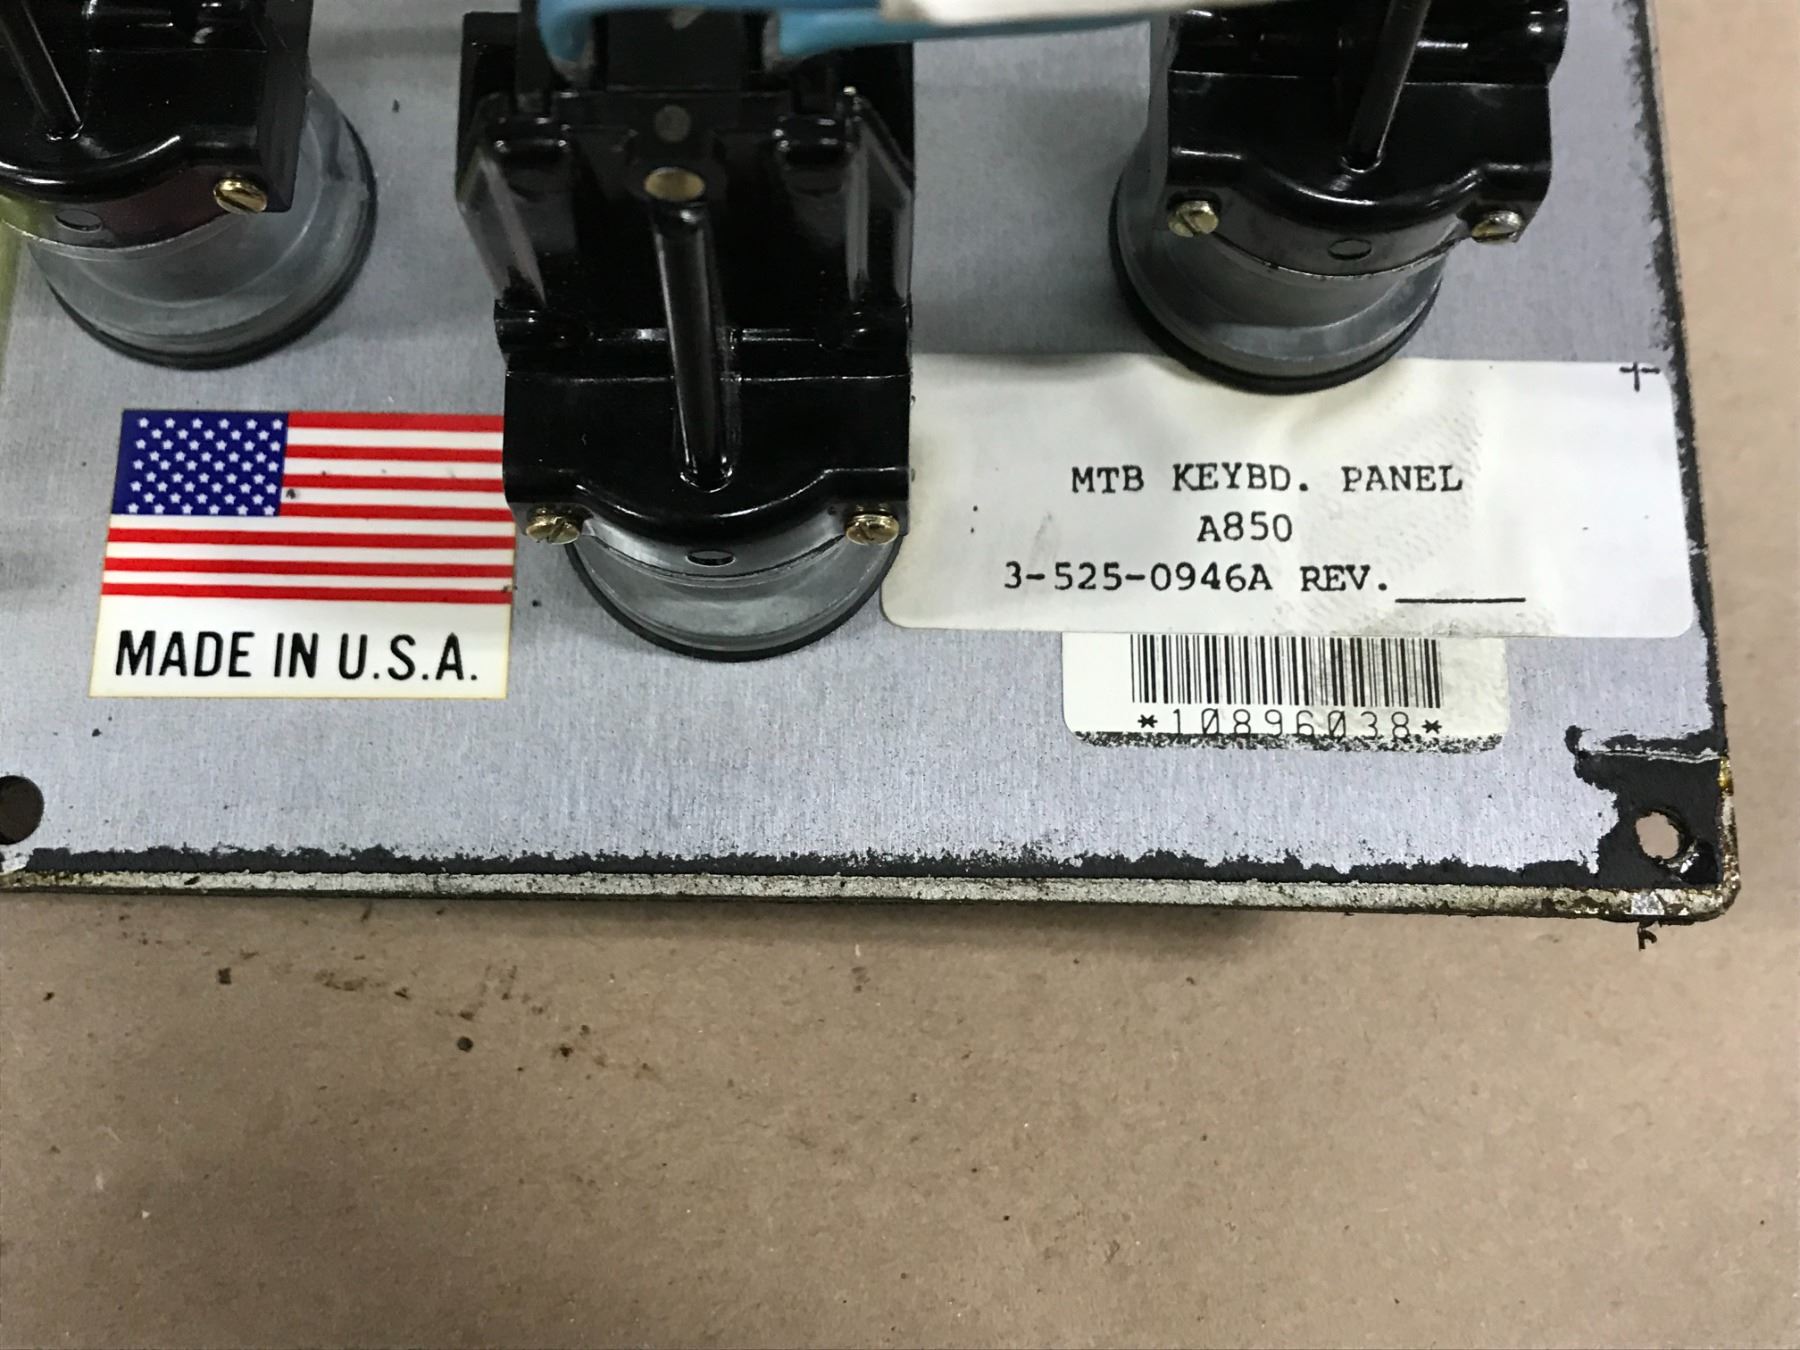 MTB KEYBD. PANEL
A850
3-525-0946A REV.
MADE IN U.S.A.
*10896038*